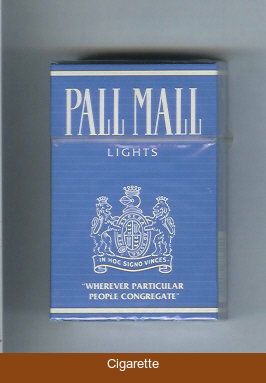 PALL MALL
LIGHTS
IN HOC SIGNO VINCES
"WHEREVER PARTICULAR
PEOPLE CONGREGATE"
Cigarette